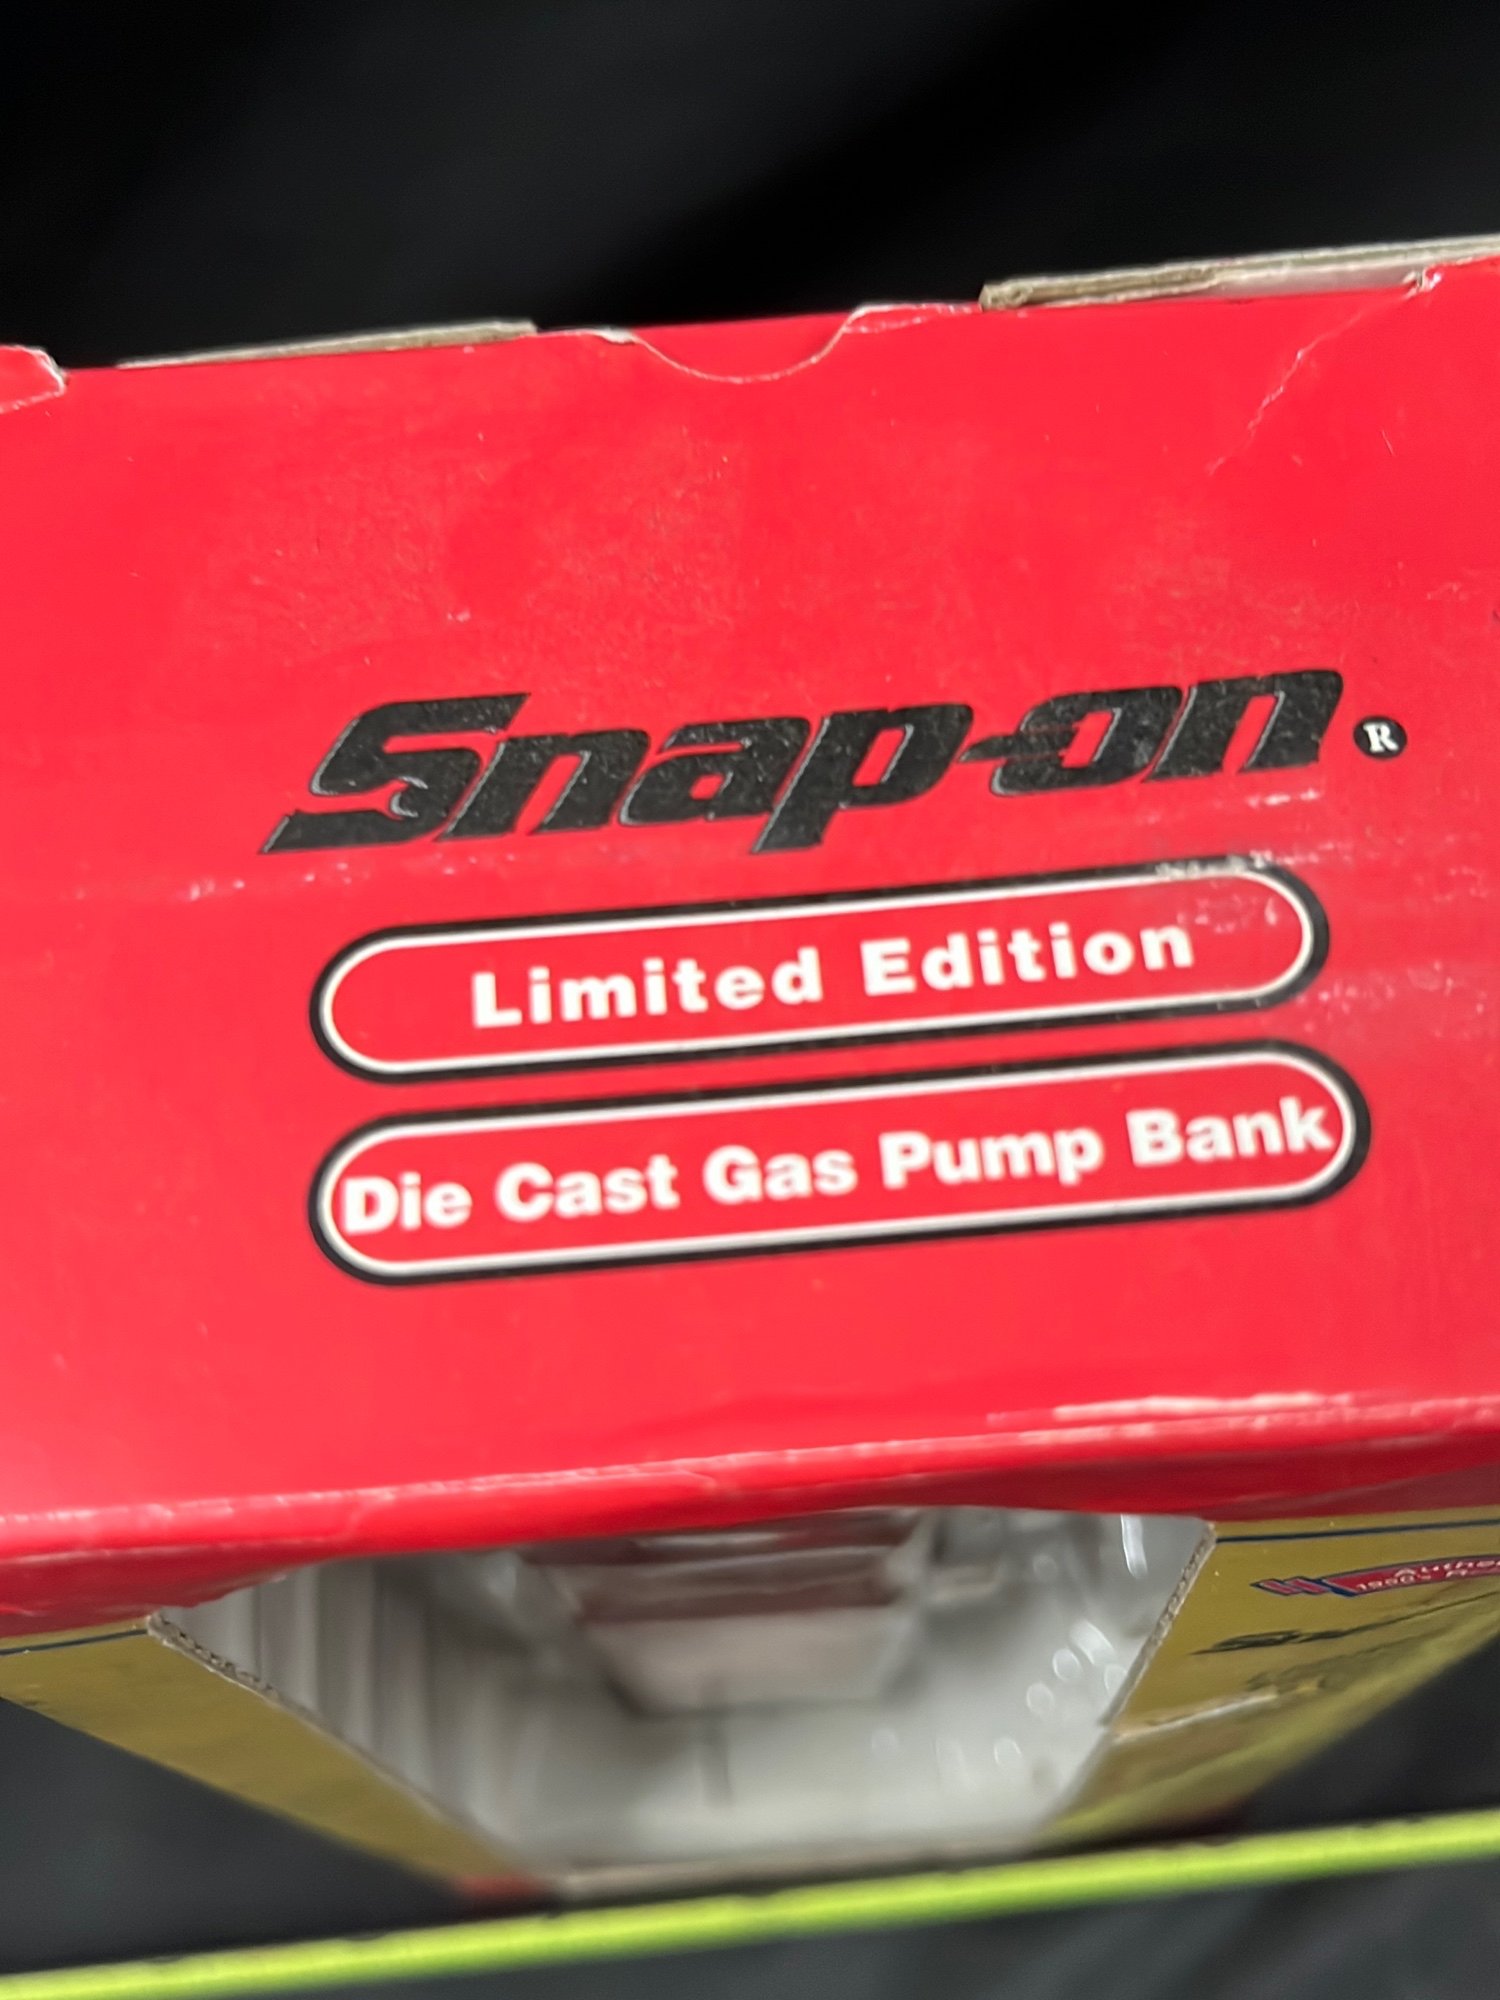 Snap-on®
Limited Edition
Die Cast Gas Pump Bank